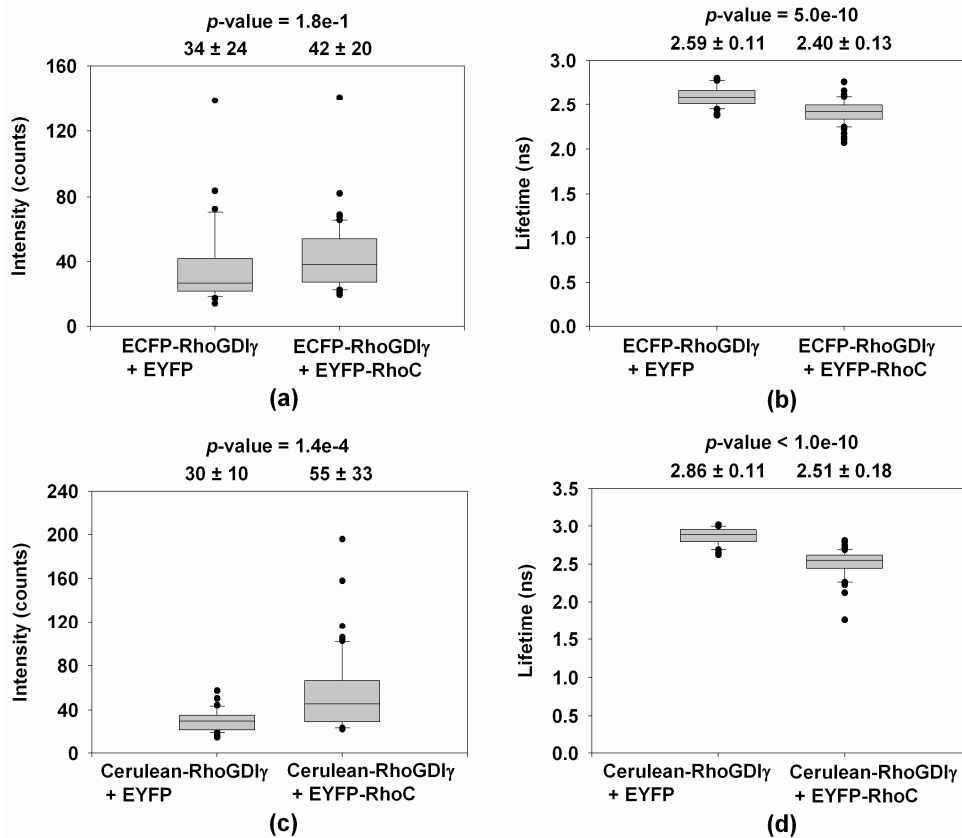 p-value = 1.8e-1
34 ± 24 42 ± 20
160
120
80
40
0
Intensity (counts)
ECFP-RhoGDIγ
+ EYFP
ECFP-RhoGDIγ
+ EYFP-RhoC
(a)
p-value = 5.0e-10
2.59 ± 0.11 2.40 ± 0.13
3.0
2.5
2.0
1.5
1.0
0.5
0.0
Lifetime (ns)
ECFP-RhoGDIγ
+ EYFP
ECFP-RhoGDIγ
+ EYFP-RhoC
(b)
p-value = 1.4e-4
30 ± 10 55 ± 33
240
200
160
120
80
40
0
Intensity (counts)
Cerulean-RhoGDIγ
+ EYFP
Cerulean-RhoGDIγ
+ EYFP-RhoC
(c)
p-value < 1.0e-10
2.86 ± 0.11 2.51 ± 0.18
3.5
3.0
2.5
2.0
1.5
1.0
0.5
0.0
Lifetime (ns)
Cerulean-RhoGDIγ
+ EYFP
Cerulean-RhoGDIγ
+ EYFP-RhoC
(d)